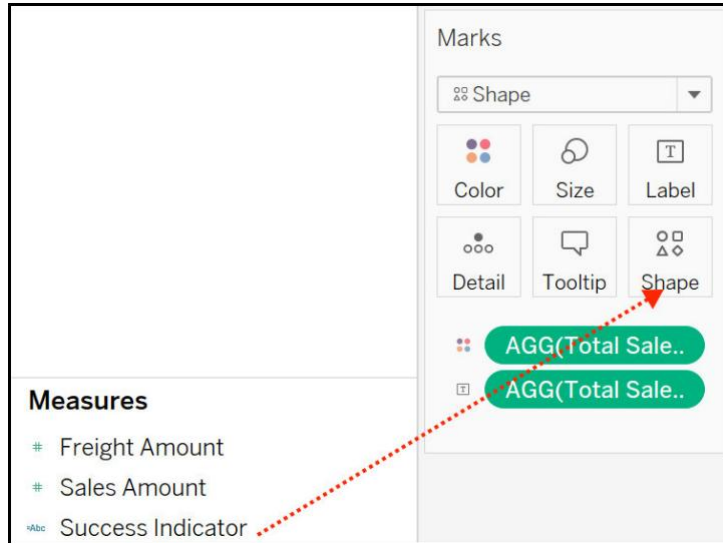 Marks
Shape
Color Size Label
Detail Tooltip Shape
AGG(Total Sale..
T AGG(Total Sale..
Measures
# Freight Amount
# Sales Amount
=Abc Success Indicator